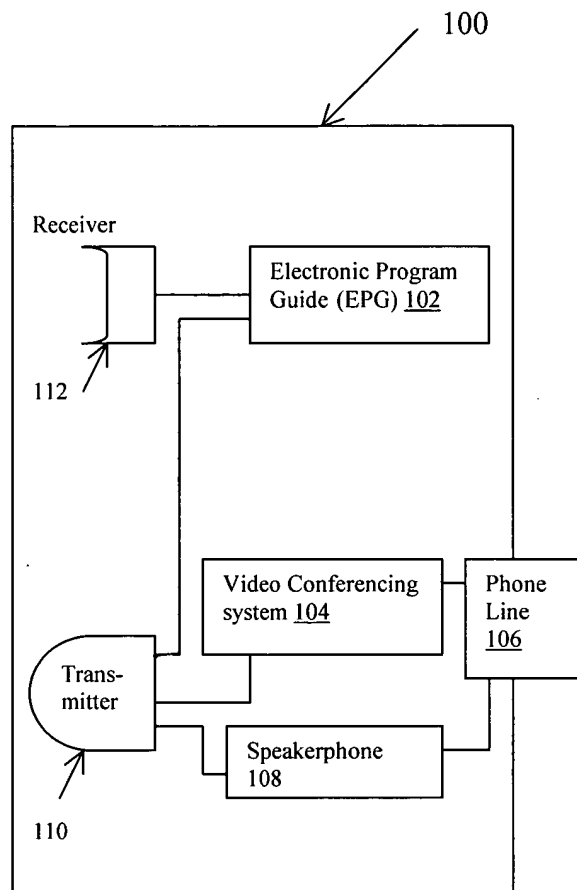 100
Receiver
Electronic Program
Guide (EPG) 102
112
Video Conferencing
system 104
Phone
Line
106
Trans-
mitter
Speakerphone
108
110